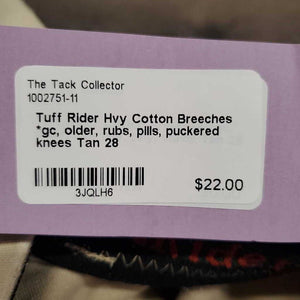 The Tack Collector
1002751-11
Tuff Rider Hvy Cotton Breeches
*gc, older, rubs, pills, puckered
knees Tan 28
3JQLH6
$22.00